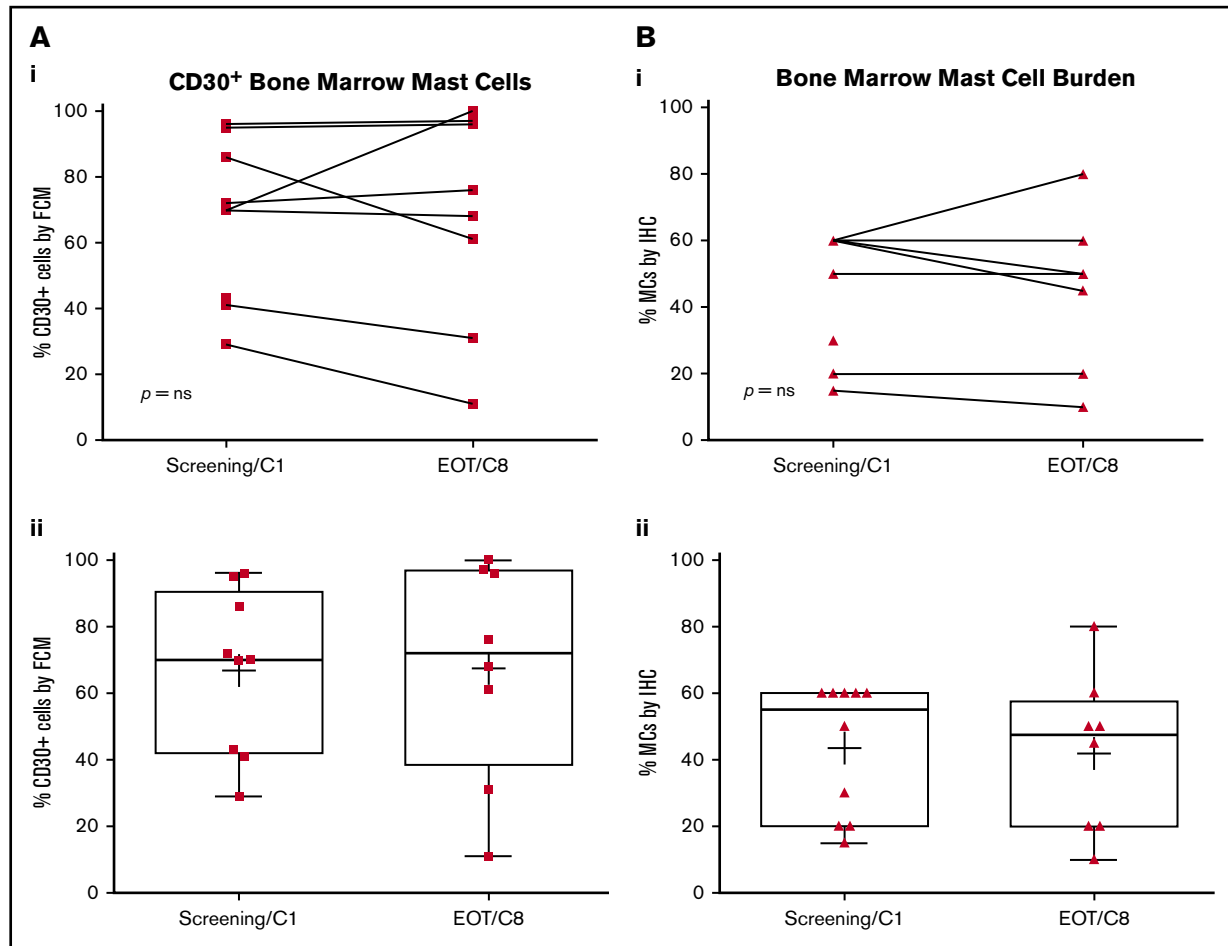 A
i
CD30+ Bone Marrow Mast Cells
% CD30+ cells by FCM
100
80
60
40
20
0
p = ns
Screening/C1
EOT/C8
B
i
Bone Marrow Mast Cell Burden
% MCs by IHC
100
80
60
40
20
0
p = ns
Screening/C1
EOT/C8
ii
% CD30+ cells by FCM
100
80
60
40
20
0
Screening/C1
EOT/C8
ii
% MCs by IHC
100
80
60
40
20
0
Screening/C1
EOT/C8